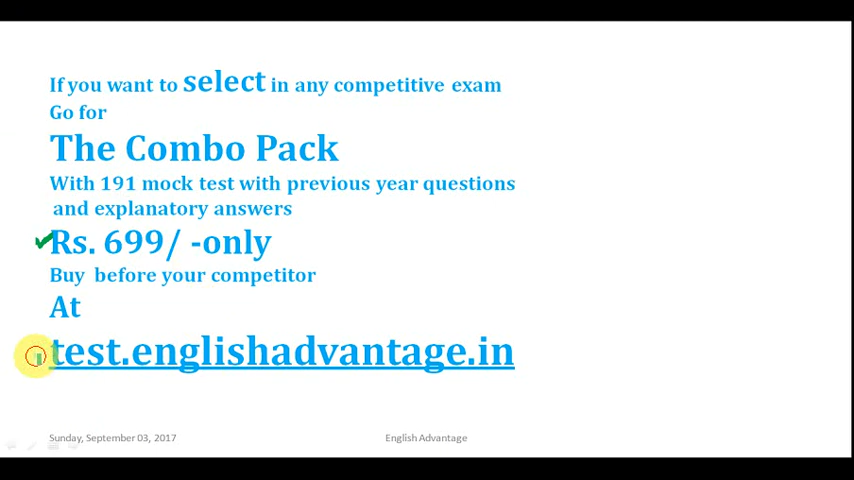 If you want to select in any competitive exam
Go for
The Combo Pack
With 191 mock test with previous year questions
and explanatory answers
Rs. 699/ -only
Buy before your competitor
At
test.englishadvantage.in
Sunday, September 03, 2017
English Advantage